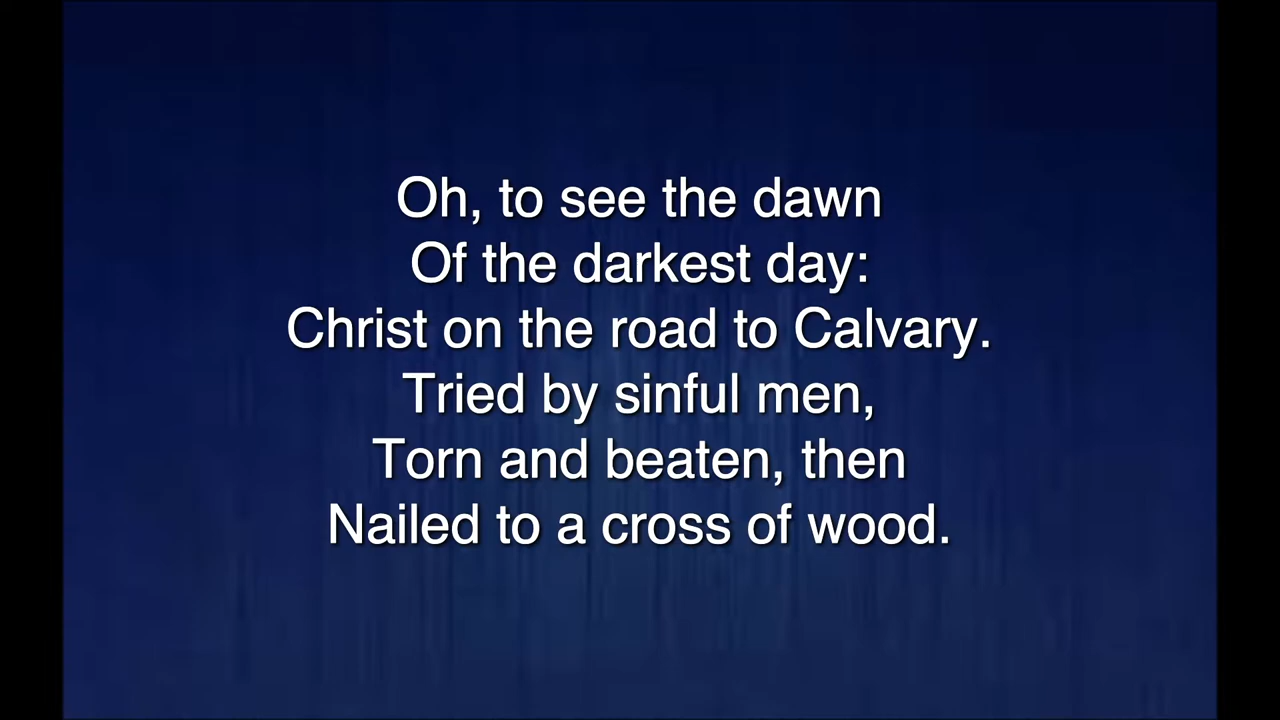 Oh, to see the dawn
Of the darkest day:
Christ on the road to Calvary.
Tried by sinful men,
Torn and beaten, then
Nailed to a cross of wood.